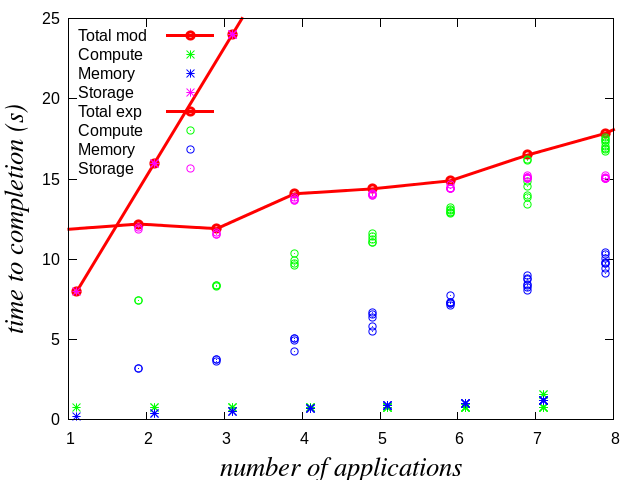 25
20
15
10
5
0
time to completion (s)
Total mod
Compute
Memory
Storage
Total exp
Compute
Memory
Storage
1 2 3 4 5 6 7 8
number of applications